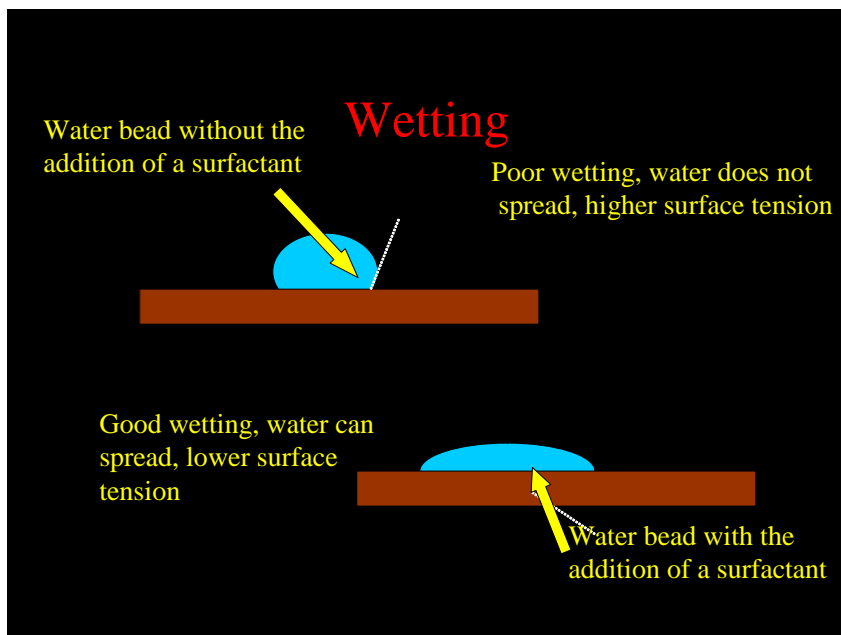 Wetting
Water bead without the
addition of a surfactant
Poor wetting, water does not
spread, higher surface tension
Good wetting, water can
spread, lower surface
tension
Water bead with the
addition of a surfactant